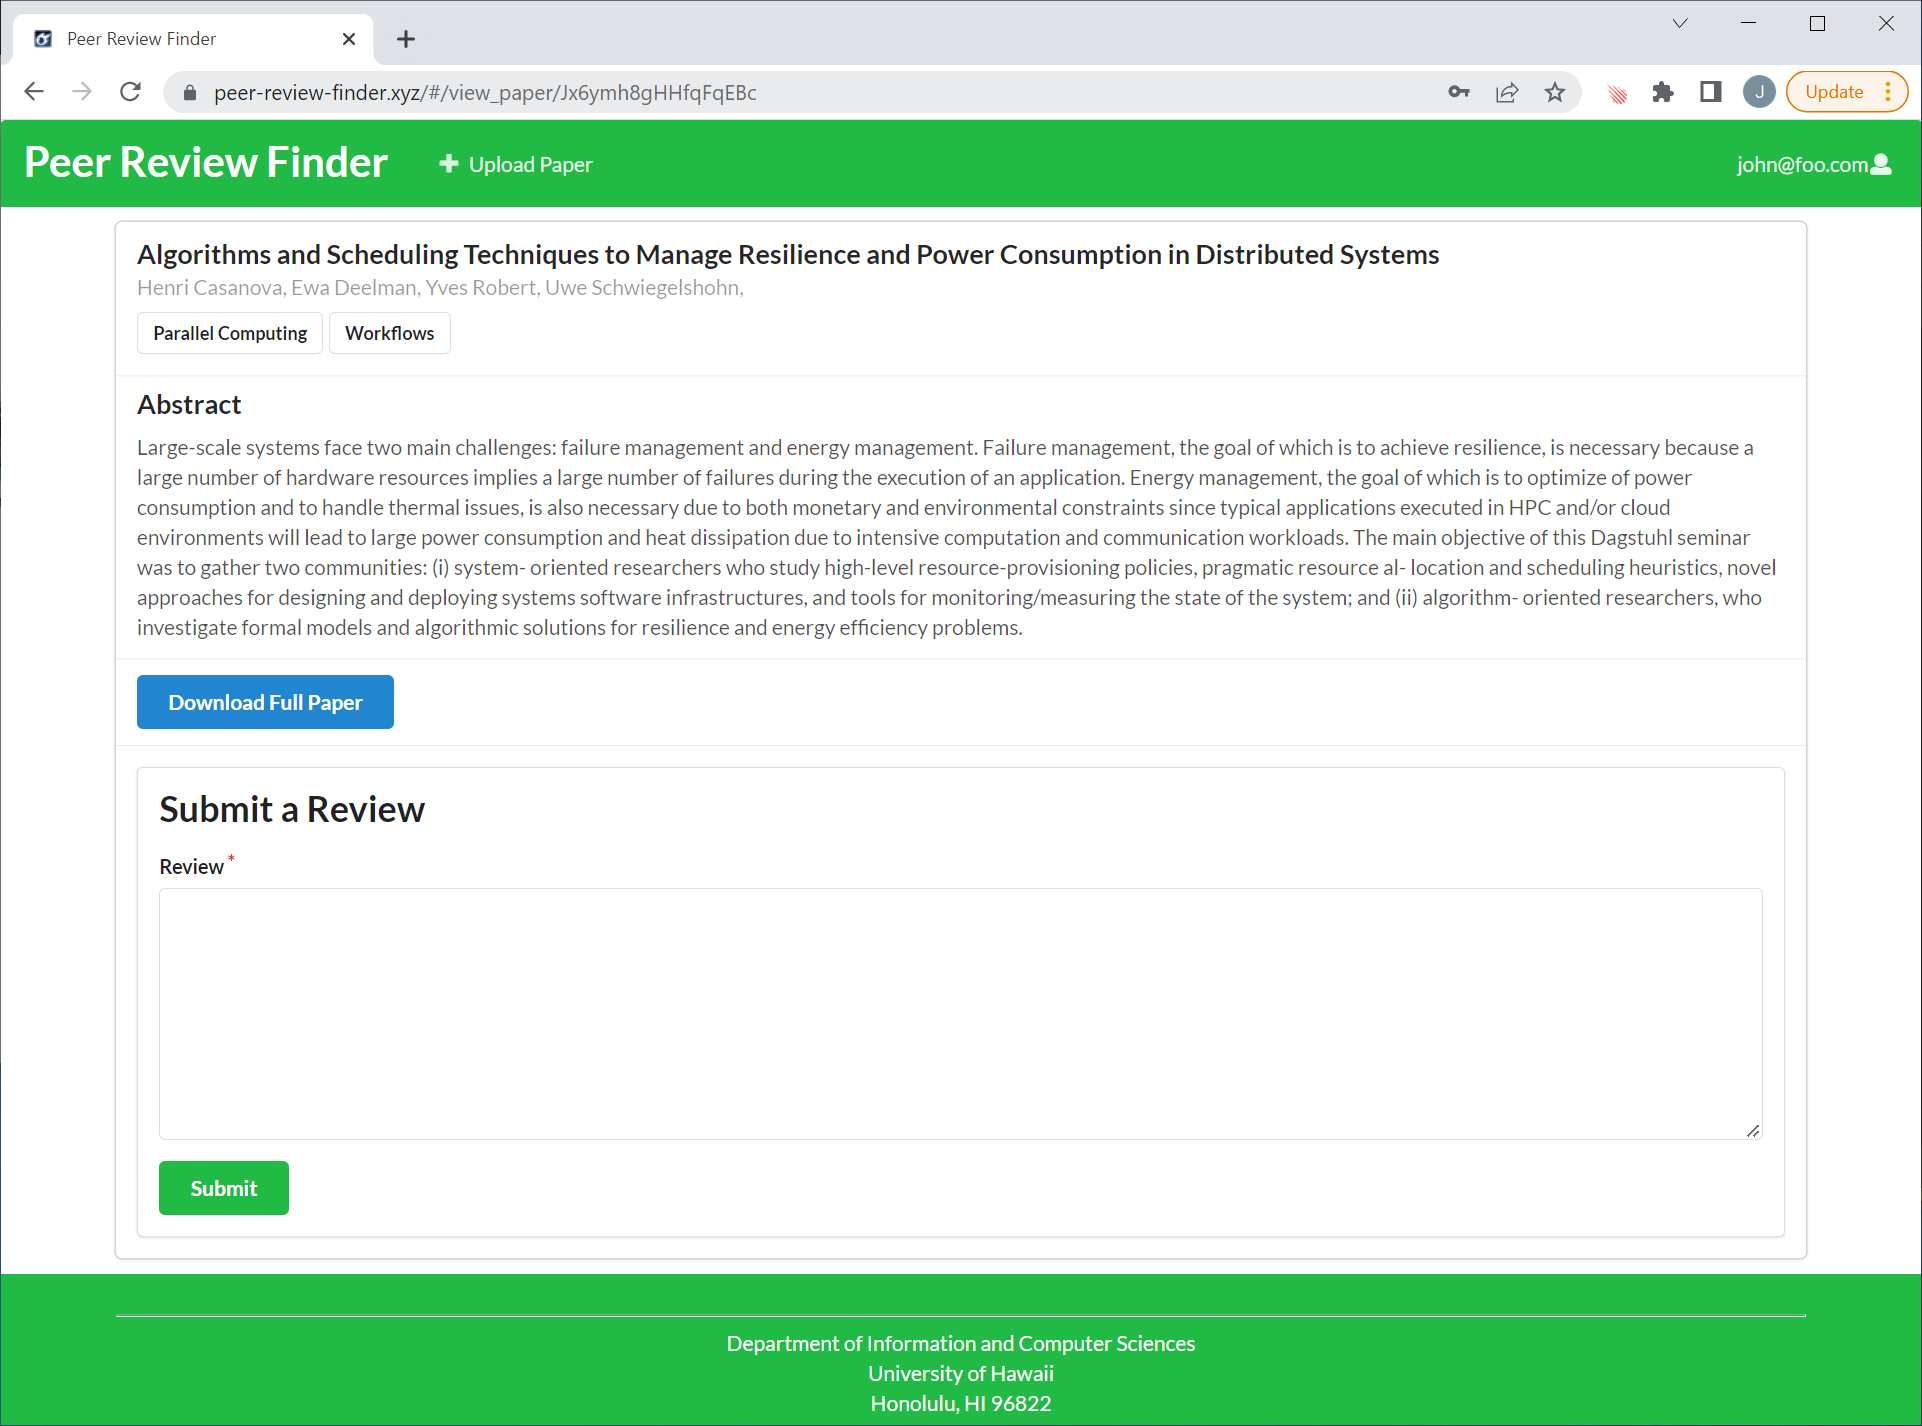 Peer Review Finder
peer-review-finder.xyz/#/view_paper/Jx6ymh8gHHfqFqEBc
J
Update
Peer Review Finder
Upload Paper
john@foo.com
Algorithms and Scheduling Techniques to Manage Resilience and Power Consumption in Distributed Systems
Henri Casanova, Ewa Deelman, Yves Robert, Uwe Schwiegelshohn,
Parallel Computing
Workflows
Abstract
Large-scale systems face two main challenges: failure management and energy management. Failure management, the goal of which is to achieve resilience, is necessary because a
large number of hardware resources implies a large number of failures during the execution of an application. Energy management, the goal of which is to optimize of power
consumption and to handle thermal issues, is also necessary due to both monetary and environmental constraints since typical applications executed in HPC and/or cloud
environments will lead to large power consumption and heat dissipation due to intensive computation and communication workloads. The main objective of this Dagstuhl seminar
was to gather two communities: (i) system- oriented researchers who study high-level resource-provisioning policies, pragmatic resource al- location and scheduling heuristics, novel
approaches for designing and deploying systems software infrastructures, and tools for monitoring/measuring the state of the system; and (ii) algorithm- oriented researchers, who
investigate formal models and algorithmic solutions for resilience and energy efficiency problems.
Download Full Paper
Submit a Review
Review *
Submit
Department of Information and Computer Sciences
University of Hawaii
Honolulu, HI 96822